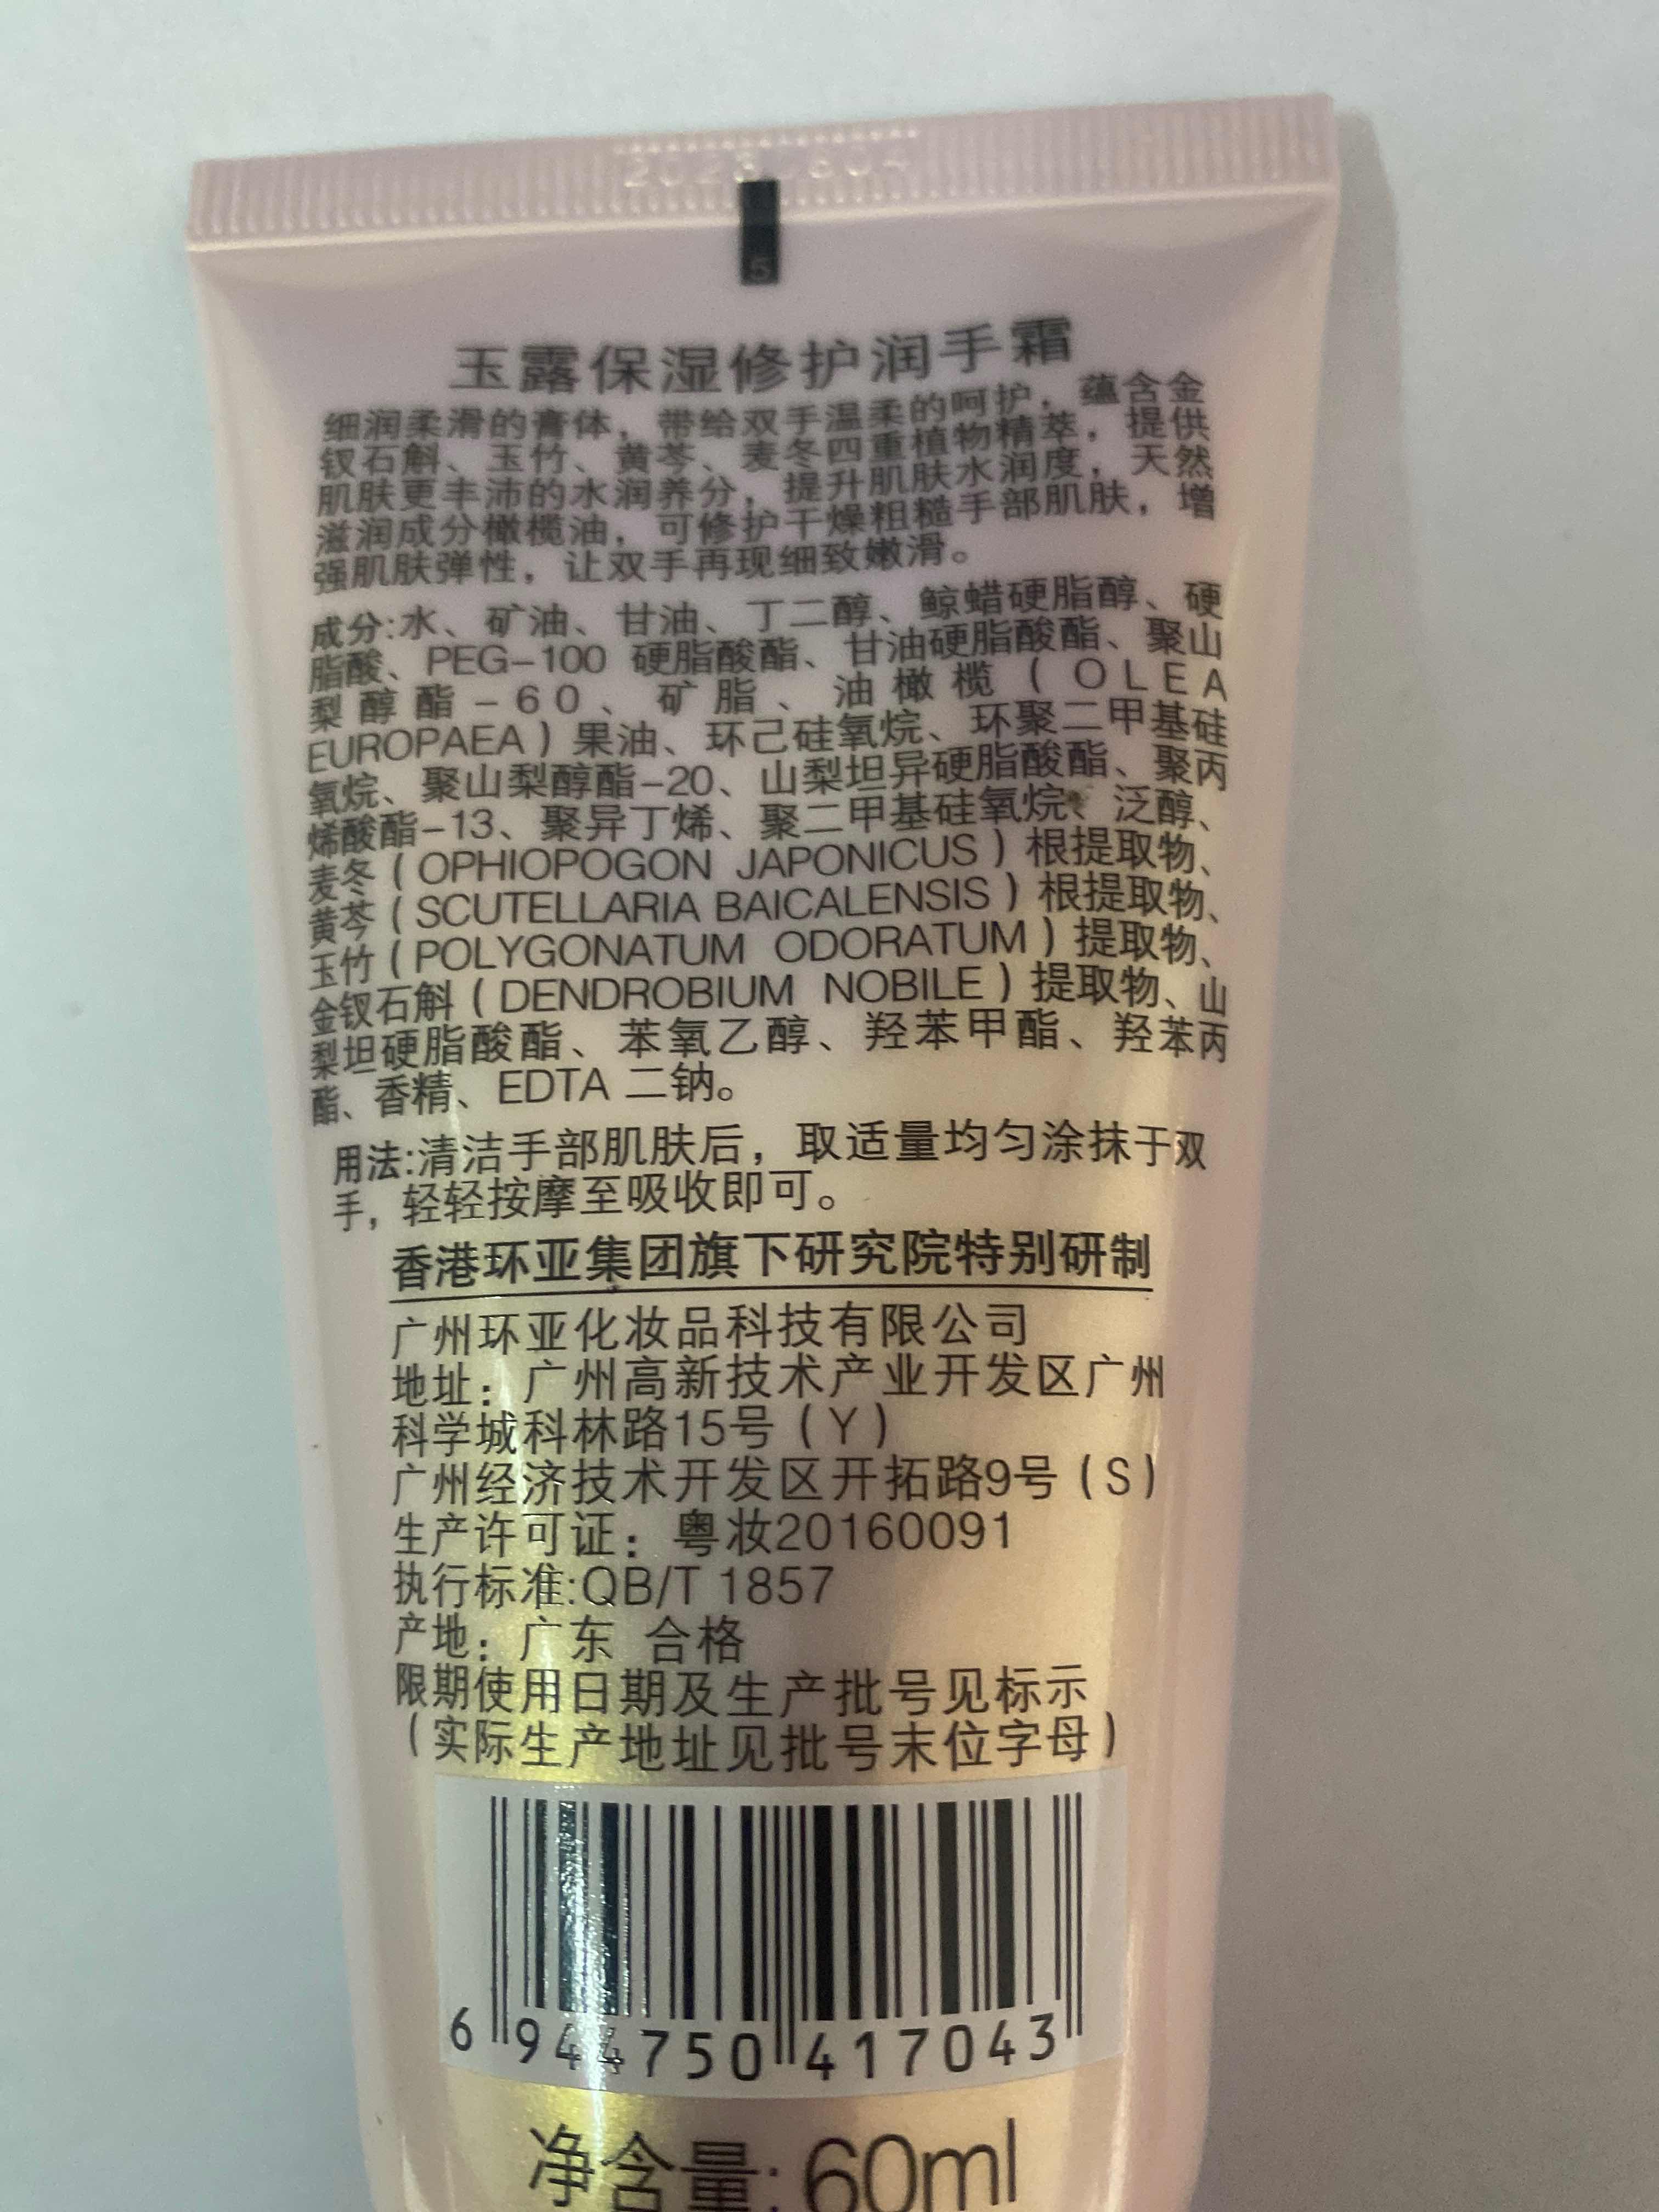 5
玉露保湿修护润手霜
细润柔滑的膏体，带给双手温柔的呵护，蕴含金
钗石斛、玉竹、黄芩、麦冬四重植物精萃，提供
肌肤更丰沛的水润养分，提升肌肤水润度，天然
滋润成分橄榄油，可修护干燥粗糙手部肌肤，增
强肌肤弹性，让双手再现细致嫩滑。
成分:水、矿油、甘油、丁二醇、鲸蜡硬脂醇、硬
脂酸、PEG-100 硬脂酸酯、甘油硬脂酸酯、聚山
梨醇酯-60、矿脂、油橄榄(OLEA
EUROPAEA)果油、环己硅氧烷、环聚二甲基硅
氧烷、聚山梨醇酯-20、山梨坦异硬脂酸酯、聚丙
烯酸酯-13、聚异丁烯、聚二甲基硅氧烷、泛醇、
麦冬(OPHIOPOGON JAPONICUS)根提取物、
黄芩(SCUTELLARIA BAICALENSIS)根提取物、
玉竹(POLYGONATUM ODORATUM)提取物、
金钗石斛(DENDROBIUM NOBILE)提取物、山
梨坦硬脂酸酯、苯氧乙醇、羟苯甲酯、羟苯丙
酯、香精、EDTA 二钠。
用法:清洁手部肌肤后，取适量均匀涂抹于双
手，轻轻按摩至吸收即可。
香港环亚集团旗下研究院特别研制
广州环亚化妆品科技有限公司
地址：广州高新技术产业开发区广州
科学城科林路15号(Y)
广州经济技术开发区开拓路9号(S)
生产许可证：粤妆20160091
执行标准:QB/T 1857
产地：广东 合格
限期使用日期及生产批号见标示
(实际生产地址见批号末位字母)
6 944750 417043
净含量:60ml